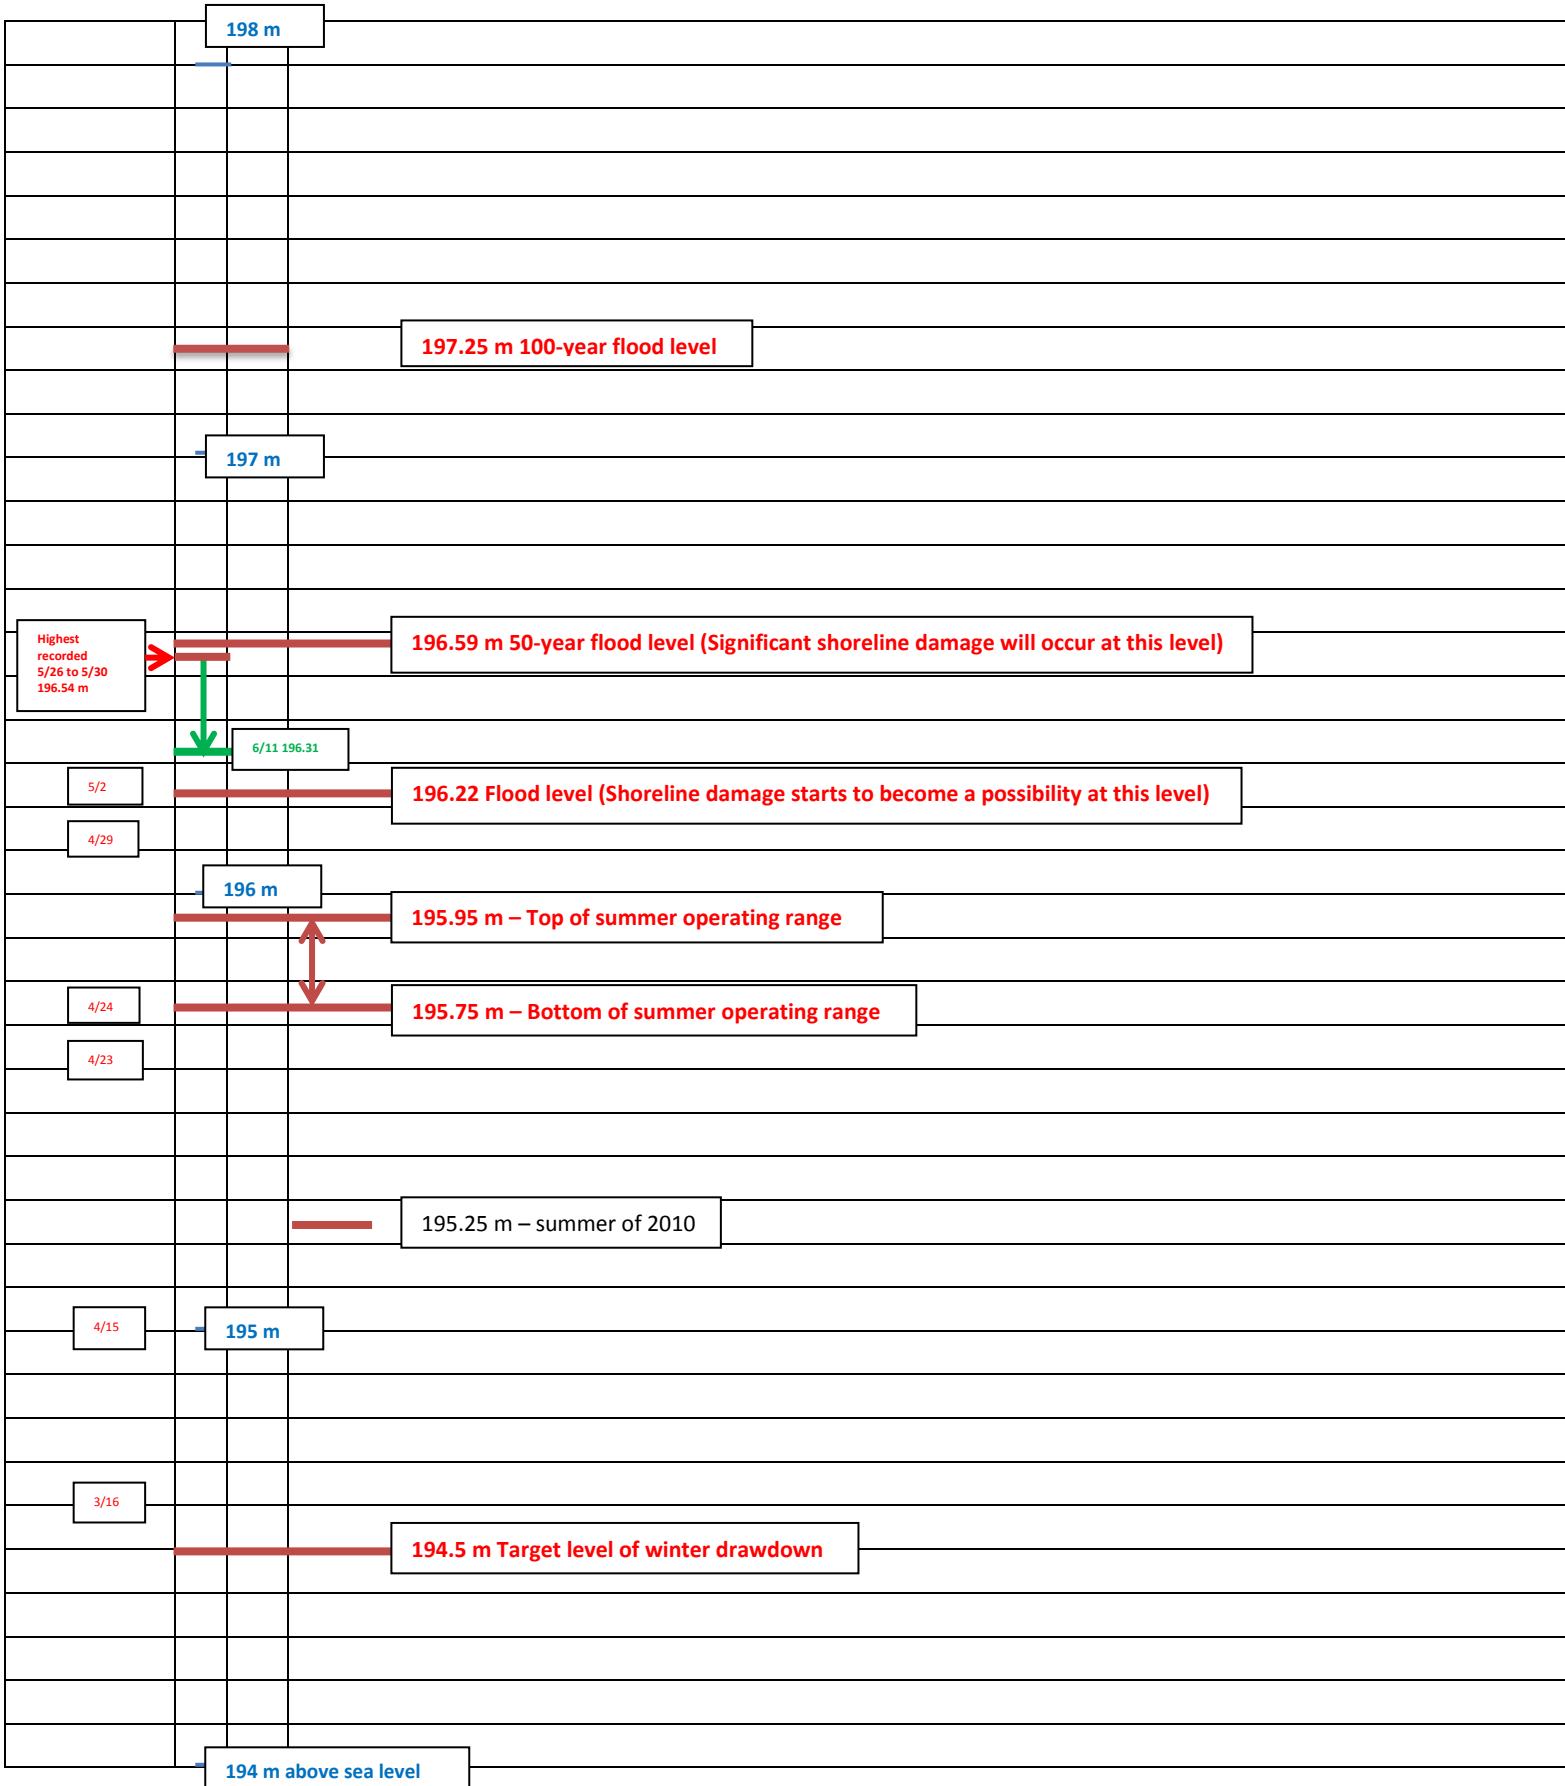 198 m
197.25 m 100-year flood level
197 m
196.59 m 50-year flood level (Significant shoreline damage will occur at this level)
Highest
recorded
5/26 to 5/30
196.54 m
6/11 196.31
5/2
196.22 Flood level (Shoreline damage starts to become a possibility at this level)
4/29
196 m
195.95 m – Top of summer operating range
4/24
195.75 m – Bottom of summer operating range
4/23
195.25 m – summer of 2010
4/15
195 m
3/16
194.5 m Target level of winter drawdown
194 m above sea level